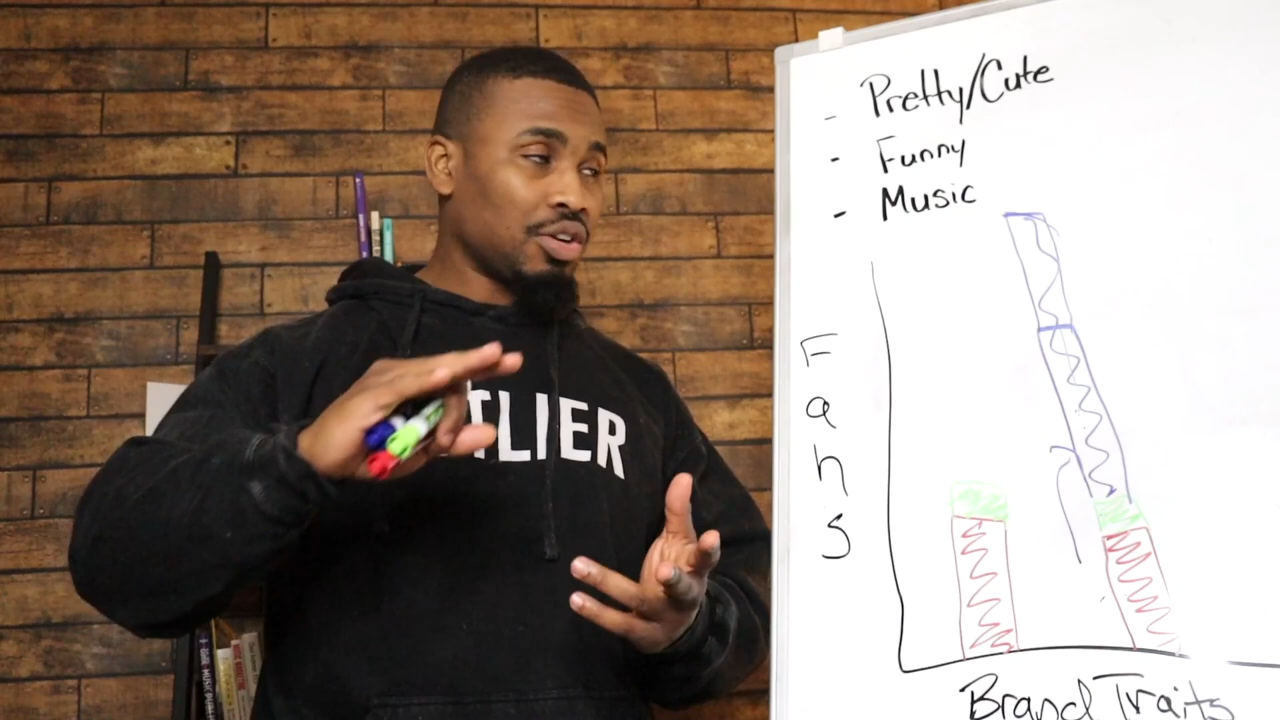 - Pretty/Cute
- Funny
- Music
Fans
Brand Traits
TLIER